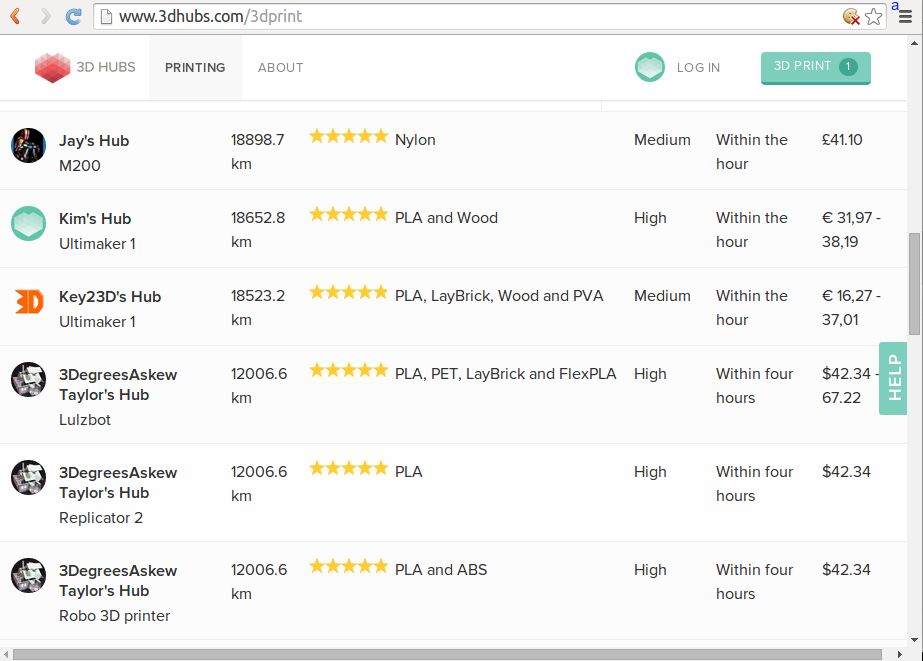 a
www.3dhubs.com/3dprint
3D HUBS PRINTING ABOUT LOG IN 3D PRINT 1
Jay's Hub 18898.7 Nylon Medium Within the £41.10
M200 km hour
Kim's Hub 18652.8 PLA and Wood High Within the € 31,97 -
Ultimaker 1 km hour 38,19
3D Key23D's Hub 18523.2 PLA, LayBrick, Wood and PVA Medium Within the € 16,27 -
Ultimaker 1 km hour 37,01
3DegreesAskew 12006.6 PLA, PET, LayBrick and FlexPLA High Within four $42.34 -
Taylor's Hub km hours 67.22
Lulzbot
HELP
3DegreesAskew 12006.6 PLA High Within four $42.34
Taylor's Hub km hours
Replicator 2
3DegreesAskew 12006.6 PLA and ABS High Within four $42.34
Taylor's Hub km hours
Robo 3D printer